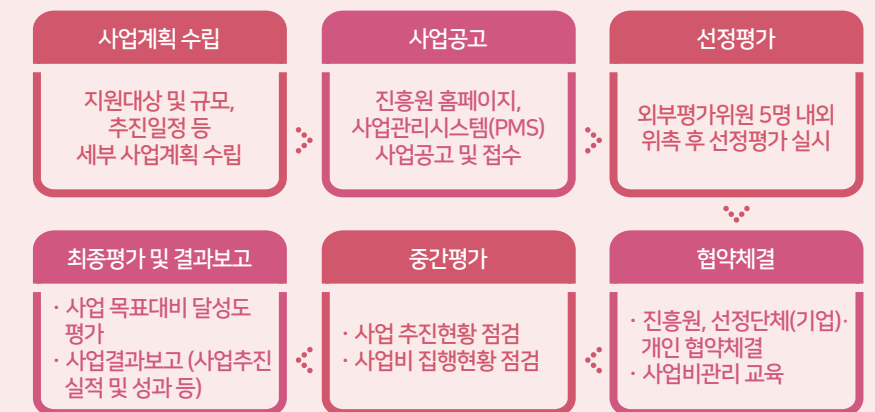 사업계획 수립
지원대상 및 규모,
추진일정 등
세부 사업계획 수립
사업공고
진흥원 홈페이지,
사업관리시스템(PMS)
사업공고 및 접수
선정평가
외부평가위원 5명 내외
위촉 후 선정평가 실시
협약체결
· 진흥원, 선정단체(기업)·
개인 협약체결
· 사업비관리 교육
중간평가
· 사업 추진현황 점검
· 사업비 집행현황 점검
최종평가 및 결과보고
· 사업 목표대비 달성도
평가
· 사업결과보고 (사업추진
실적 및 성과 등)